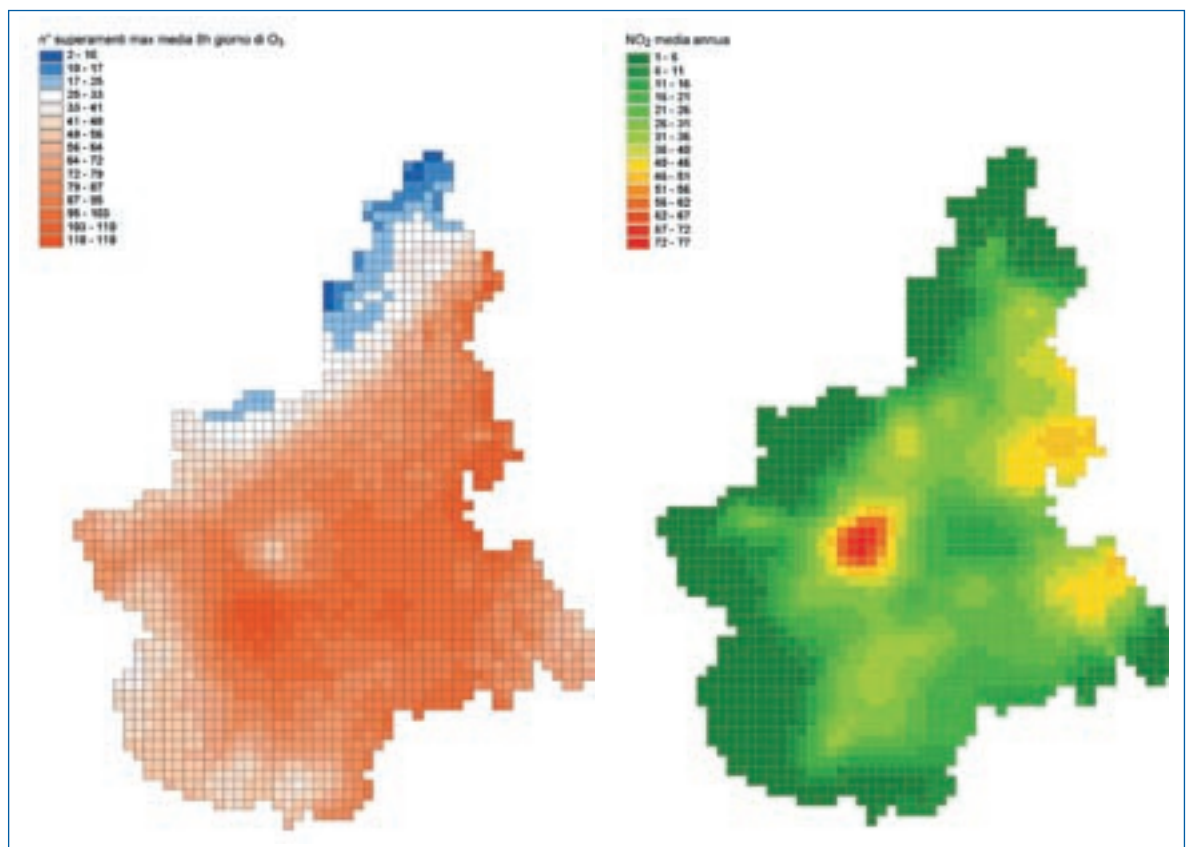 n° superamenti max media 8h giorno di O3
2 - 10
10 - 17
17 - 25
25 - 33
33 - 41
41 - 48
48 - 56
56 - 64
64 - 72
72 - 79
79 - 87
87 - 95
95 - 103
103 - 110
110 - 118
NO2 media annua
1 - 6
6 - 11
11 - 16
16 - 21
21 - 26
26 - 31
31 - 36
36 - 40
40 - 46
46 - 51
51 - 56
56 - 62
62 - 67
67 - 72
72 - 77